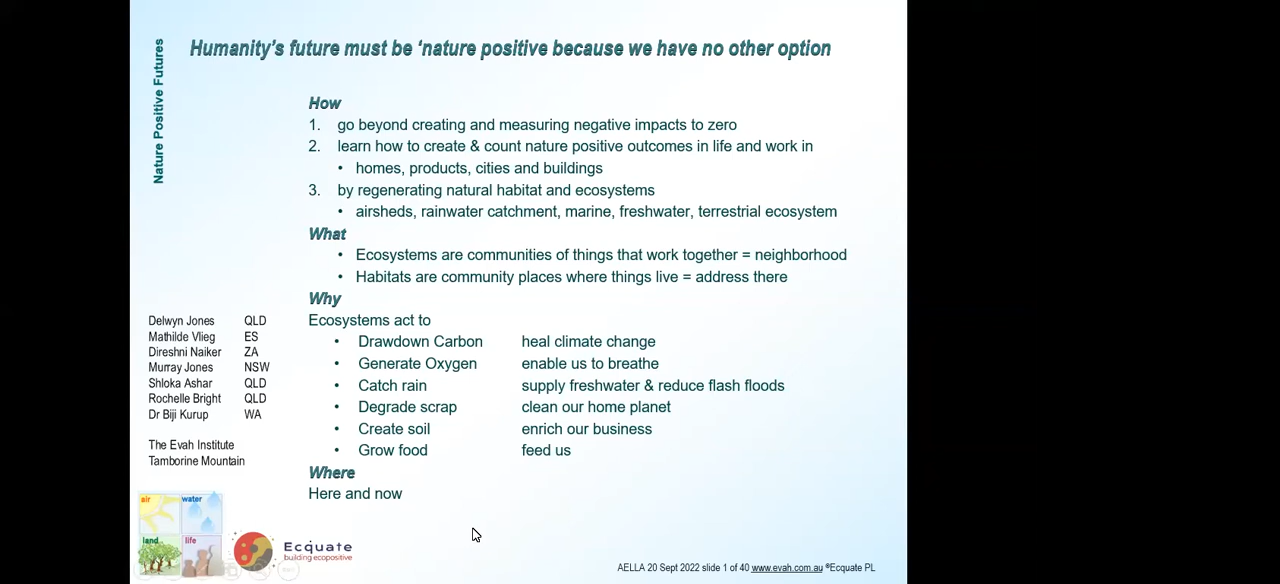 Humanity's future must be 'nature positive because we have no other option
Nature Positive Futures
How
1. go beyond creating and measuring negative impacts to zero
2. learn how to create & count nature positive outcomes in life and work in
• homes, products, cities and buildings
3. by regenerating natural habitat and ecosystems
• airsheds, rainwater catchment, marine, freshwater, terrestrial ecosystem
What
• Ecosystems are communities of things that work together = neighborhood
• Habitats are community places where things live = address there
Why
Ecosystems act to
• Drawdown Carbon heal climate change
• Generate Oxygen enable us to breathe
• Catch rain supply freshwater & reduce flash floods
• Degrade scrap clean our home planet
• Create soil enrich our business
• Grow food feed us
Where
Here and now
Delwyn Jones QLD
Mathilde Vlieg ES
Direshni Naiker ZA
Murray Jones NSW
Shloka Ashar QLD
Rochelle Bright QLD
Dr Biji Kurup WA
The Evah Institute
Tamborine Mountain
air water
land life
Ecquate
building ecopositive
AELLA 20 Sept 2022 slide 1 of 40 www.evah.com.au ®Ecquate PL